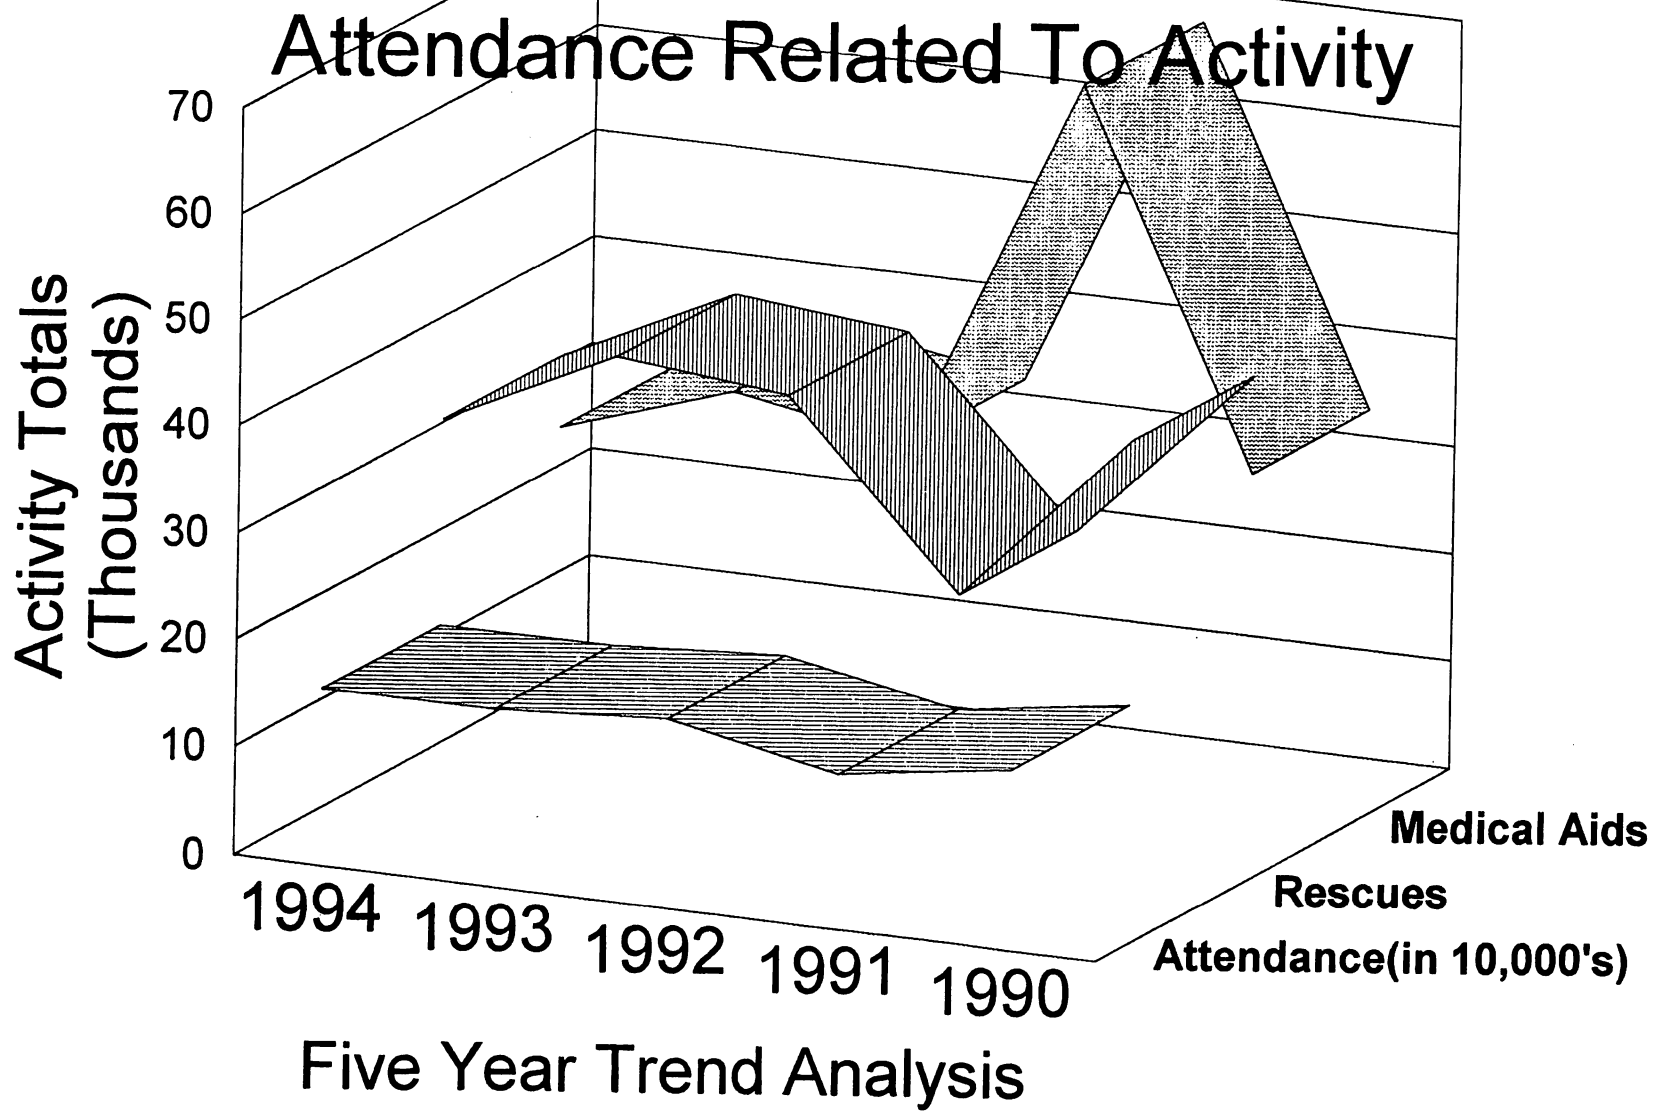 Attendance Related To Activity
70
60
50
40
30
20
10
0
Activity Totals
(Thousands)
1994
1993
1992
1991
1990
Medical Aids
Rescues
Attendance(in 10,000's)
Five Year Trend Analysis